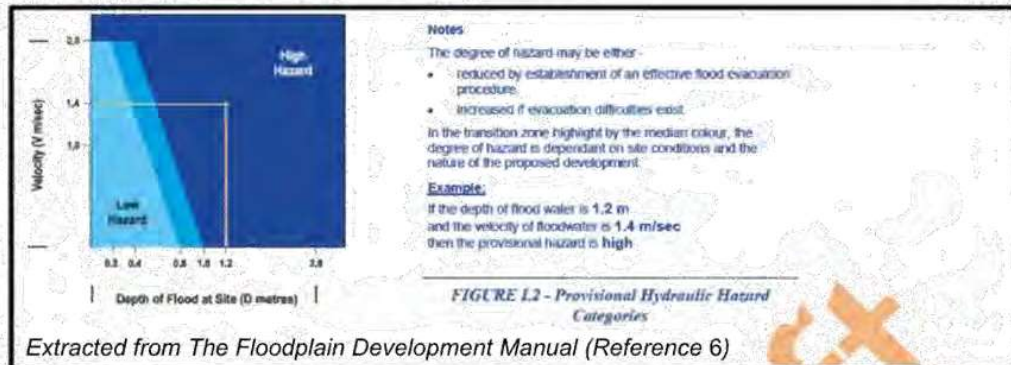 2,0
High
Hazard
1,4
1,0
Velocity (V m/sec)
Low
Hazard
0.2 0.4 0.8 1.0 1.2 2,0
Depth of Flood at Site (D metres)
Notes
The degree of hazard may be either -
• reduced by establishment of an effective flood evacuation
procedure.
• increased if evacuation difficulties exist.
In the transition zone highlight by the median colour, the
degree of hazard is dependant on site conditions and the
nature of the proposed development.
Example:
If the depth of flood water is 1.2 m
and the velocity of floodwater is 1.4 m/sec
then the provisional hazard is high
FIGURE L2 - Provisional Hydraulic Hazard
Categories
Extracted from The Floodplain Development Manual (Reference 6)